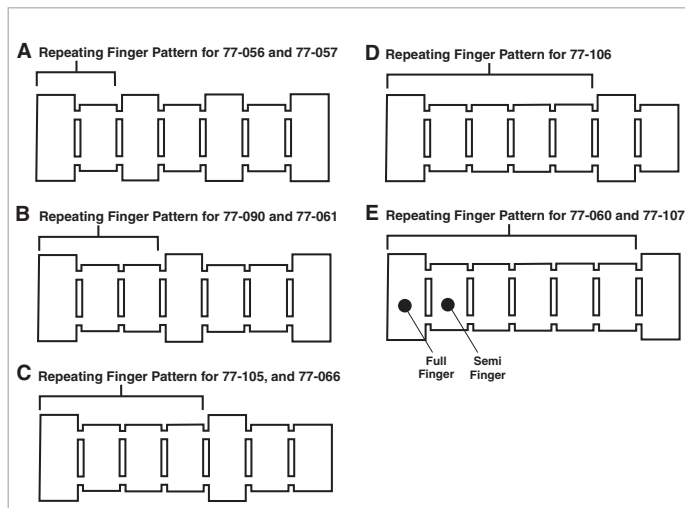 A Repeating Finger Pattern for 77-056 and 77-057
B Repeating Finger Pattern for 77-090 and 77-061
C Repeating Finger Pattern for 77-105, and 77-066
D Repeating Finger Pattern for 77-106
E Repeating Finger Pattern for 77-060 and 77-107
Full
Finger
Semi
Finger